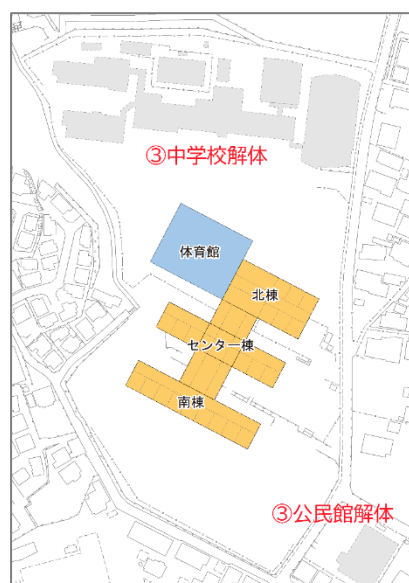 ③中学校解体
体育館
北棟
センター棟
南棟
③公民館解体